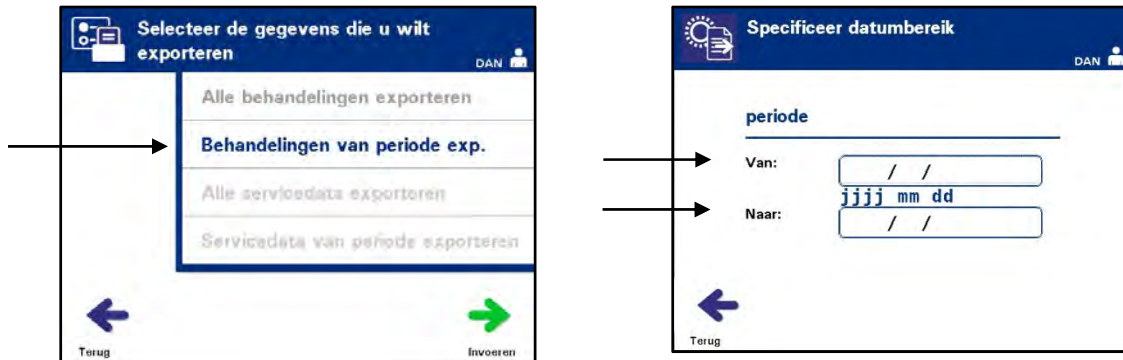 Selecteer de gegevens die u wilt
exporteren
DAN
Alle behandelingen exporteren
Behandelingen van periode exp.
Alle servicedata exporteren
Servicedata van periode exporteren
Terug
Invoeren
Specificeer datumbereik
DAN
periode
Van:
/ /
jjjj mm dd
Naar:
/ /
Terug